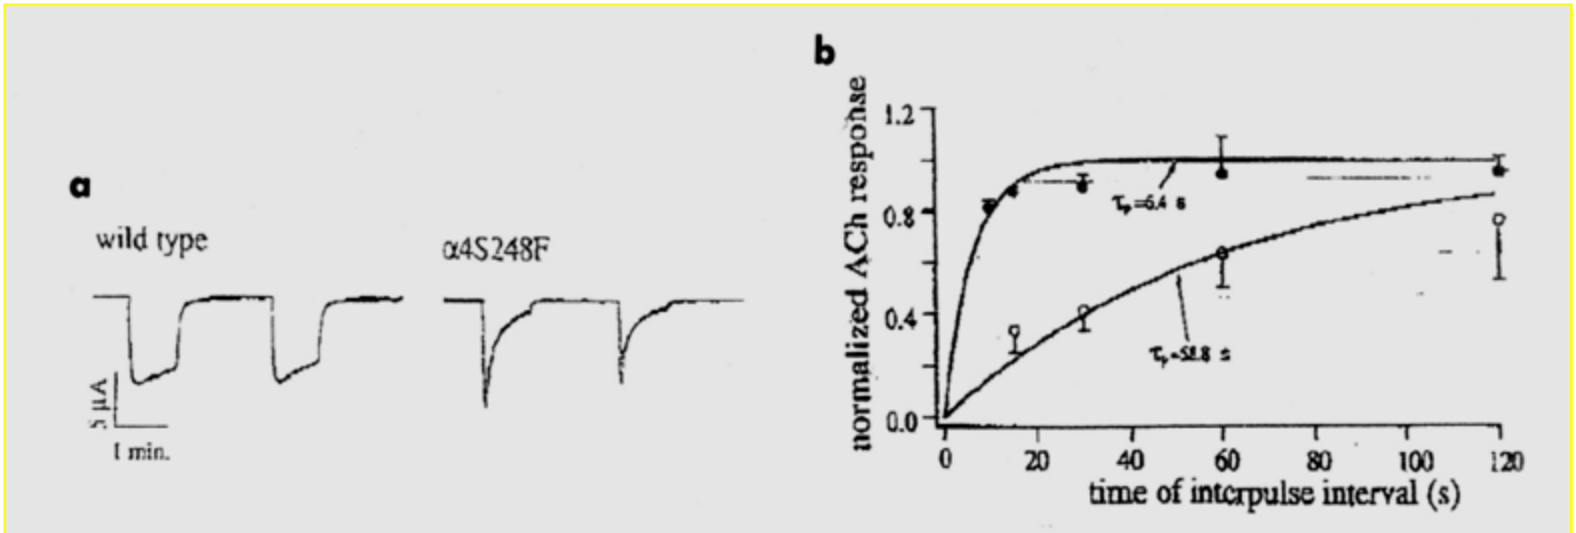 a
wild type
α4S248F
5 μA
1 min.
b
normalized ACh response
1.2
0.8
0.4
0.0
τr=6.4 s
0 20 40 60 80 100 120
time of interpulse interval (s)